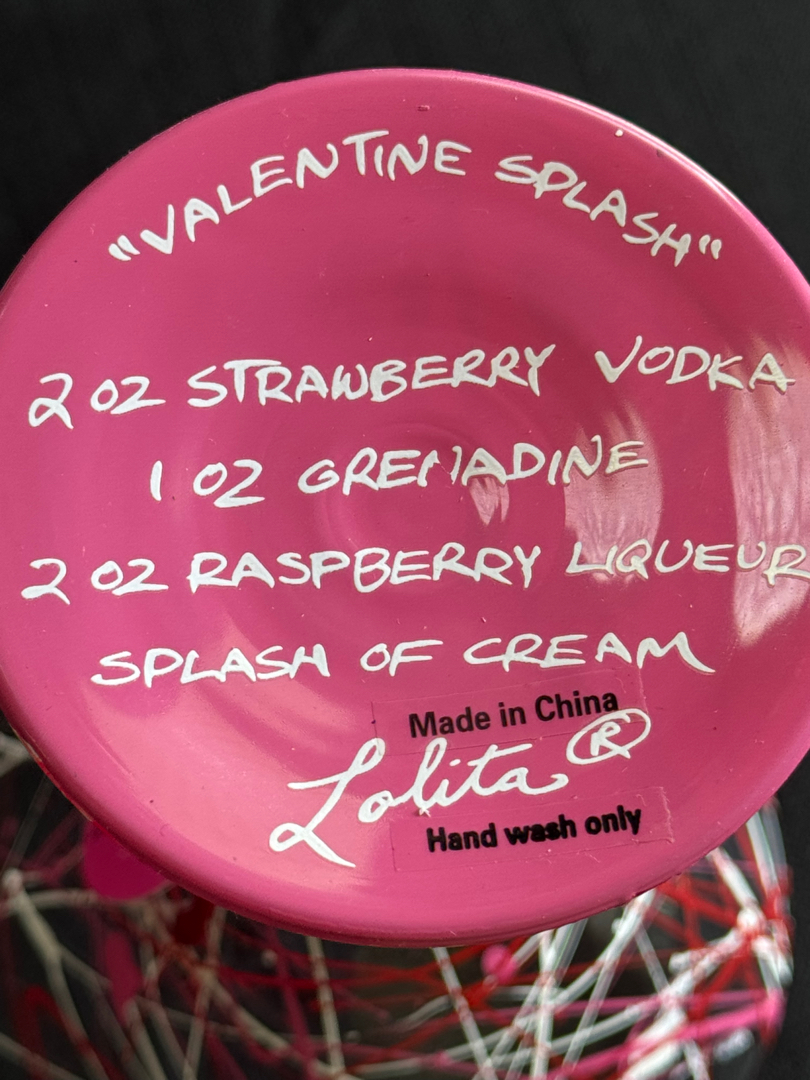 "VALENTINE SPLASH"
2 OZ STRAWBERRY VODKA
1 OZ GRENADINE
2 OZ RASPBERRY LIQUEUR
SPLASH OF CREAM
Made in China
Lolita®
Hand wash only